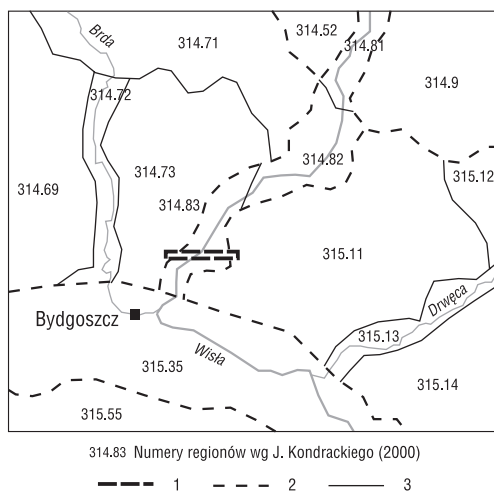 Brda
314.71
314.52
314.81
314.72
314.9
314.73
314.82
315.12
314.69
314.83
315.11
Drwęca
Bydgoszcz
315.13
Wisła
315.35
315.14
315.55
314.83 Numery regionów wg J. Kondrackiego (2000)
1 2 3